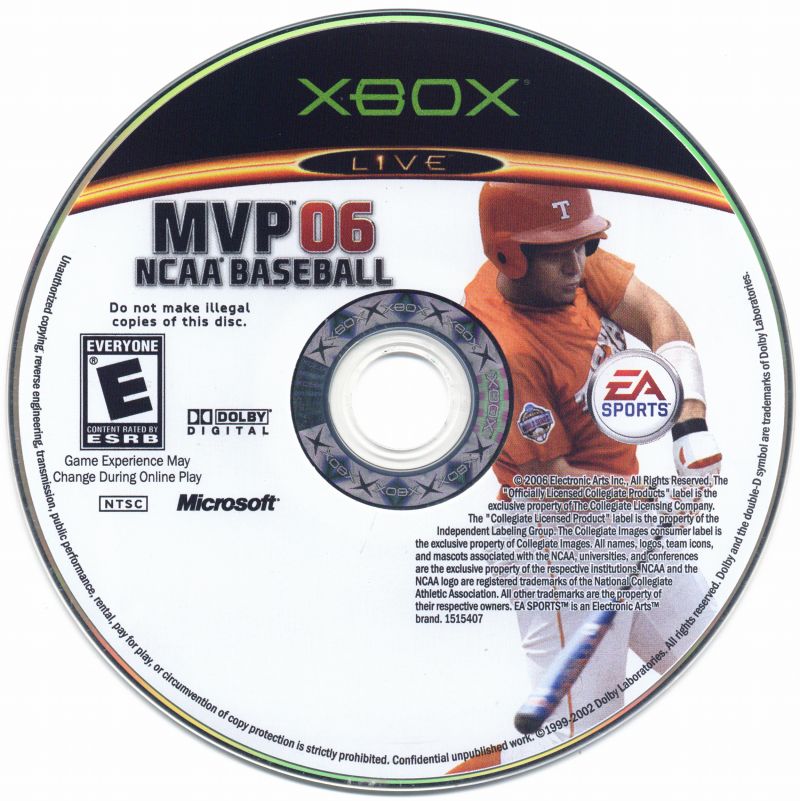 XBOX
LIVE
MVP™ 06
NCAA® BASEBALL
Do not make illegal
copies of this disc.
EVERYONE
E
CONTENT RATED BY
ESRB
DOLBY
DIGITAL
Game Experience May
Change During Online Play
NTSC
Microsoft®
T
EA
SPORTS™
XBOX
© 2006 Electronic Arts Inc., All Rights Reserved, The
"Officially Licensed Collegiate Products" label is the
exclusive property of The Collegiate Licensing Company.
The "Collegiate Licensed Product" label is the property of the
Independent Labeling Group. The Collegiate Images consumer label is
the exclusive property of Collegiate Images. All names, logos, team icons,
and mascots associated with the NCAA, universities, and conferences
are the exclusive property of the respective institutions. NCAA and the
NCAA logo are registered trademarks of the National Collegiate
Athletic Association. All other trademarks are the property of
their respective owners. EA SPORTS™ is an Electronic Arts™
brand. 1515407
Unauthorized copying, reverse engineering, transmission, public performance, rental, pay for play, or circumvention of copy protection is strictly prohibited. Confidential unpublished work. ©1999-2002 Dolby Laboratories. All rights reserved. Dolby and the double-D symbol are trademarks of Dolby Laboratories.